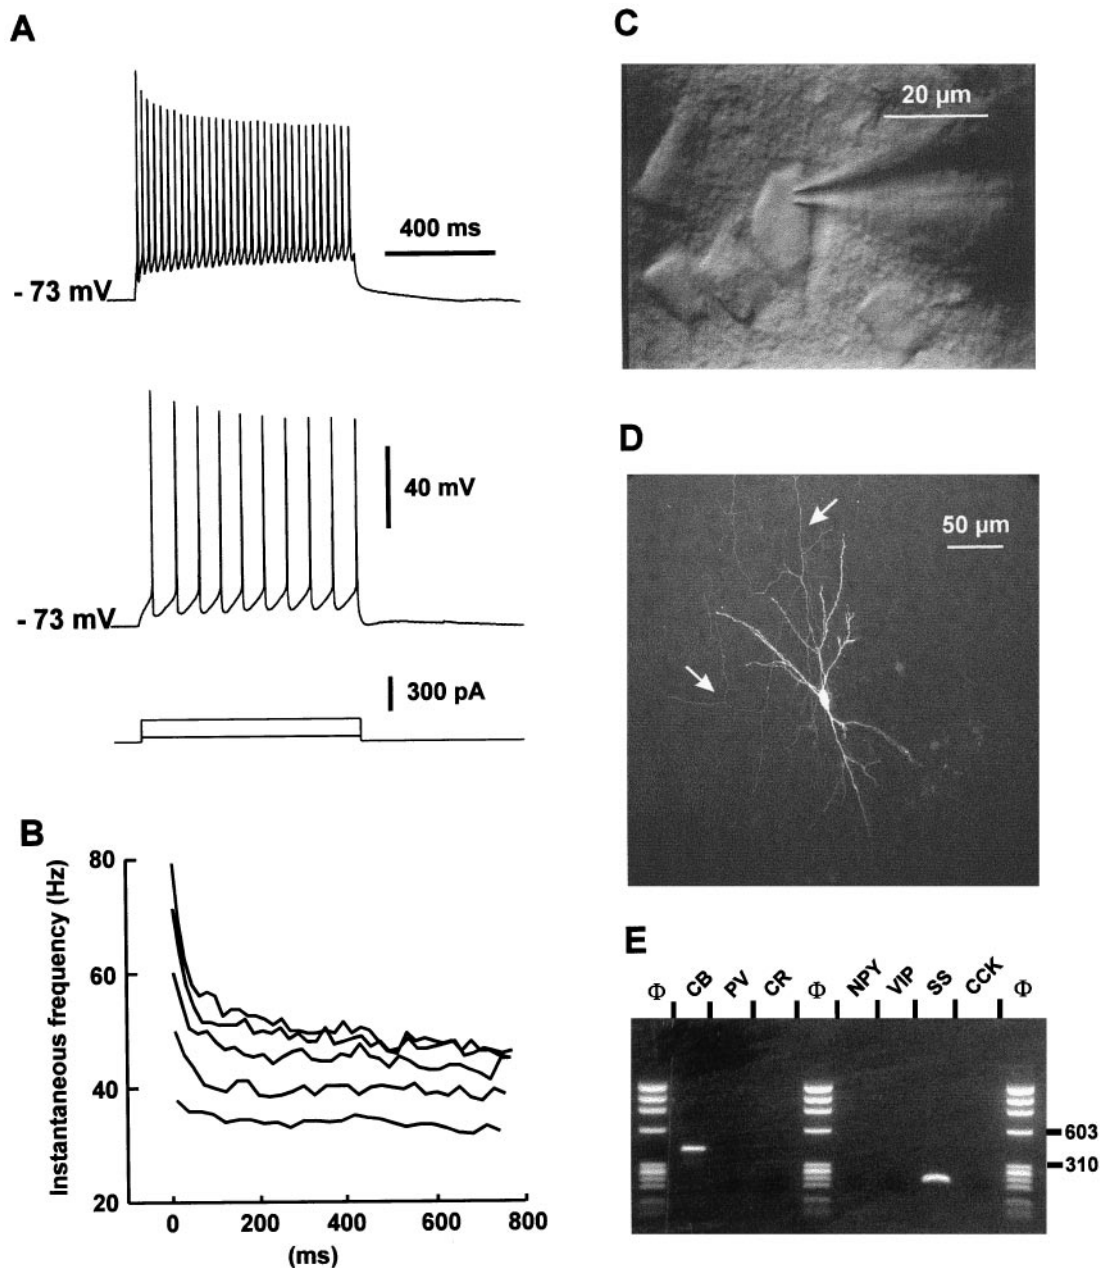 A
400 ms
- 73 mV
40 mV
- 73 mV
300 pA
B
Instantaneous frequency (Hz)
80
60
40
20
0
200
400
600
800
(ms)
C
20 µm
D
50 µm
E
Φ
CB
PV
CR
Φ
NPY
VIP
SS
CCK
Φ
603
310